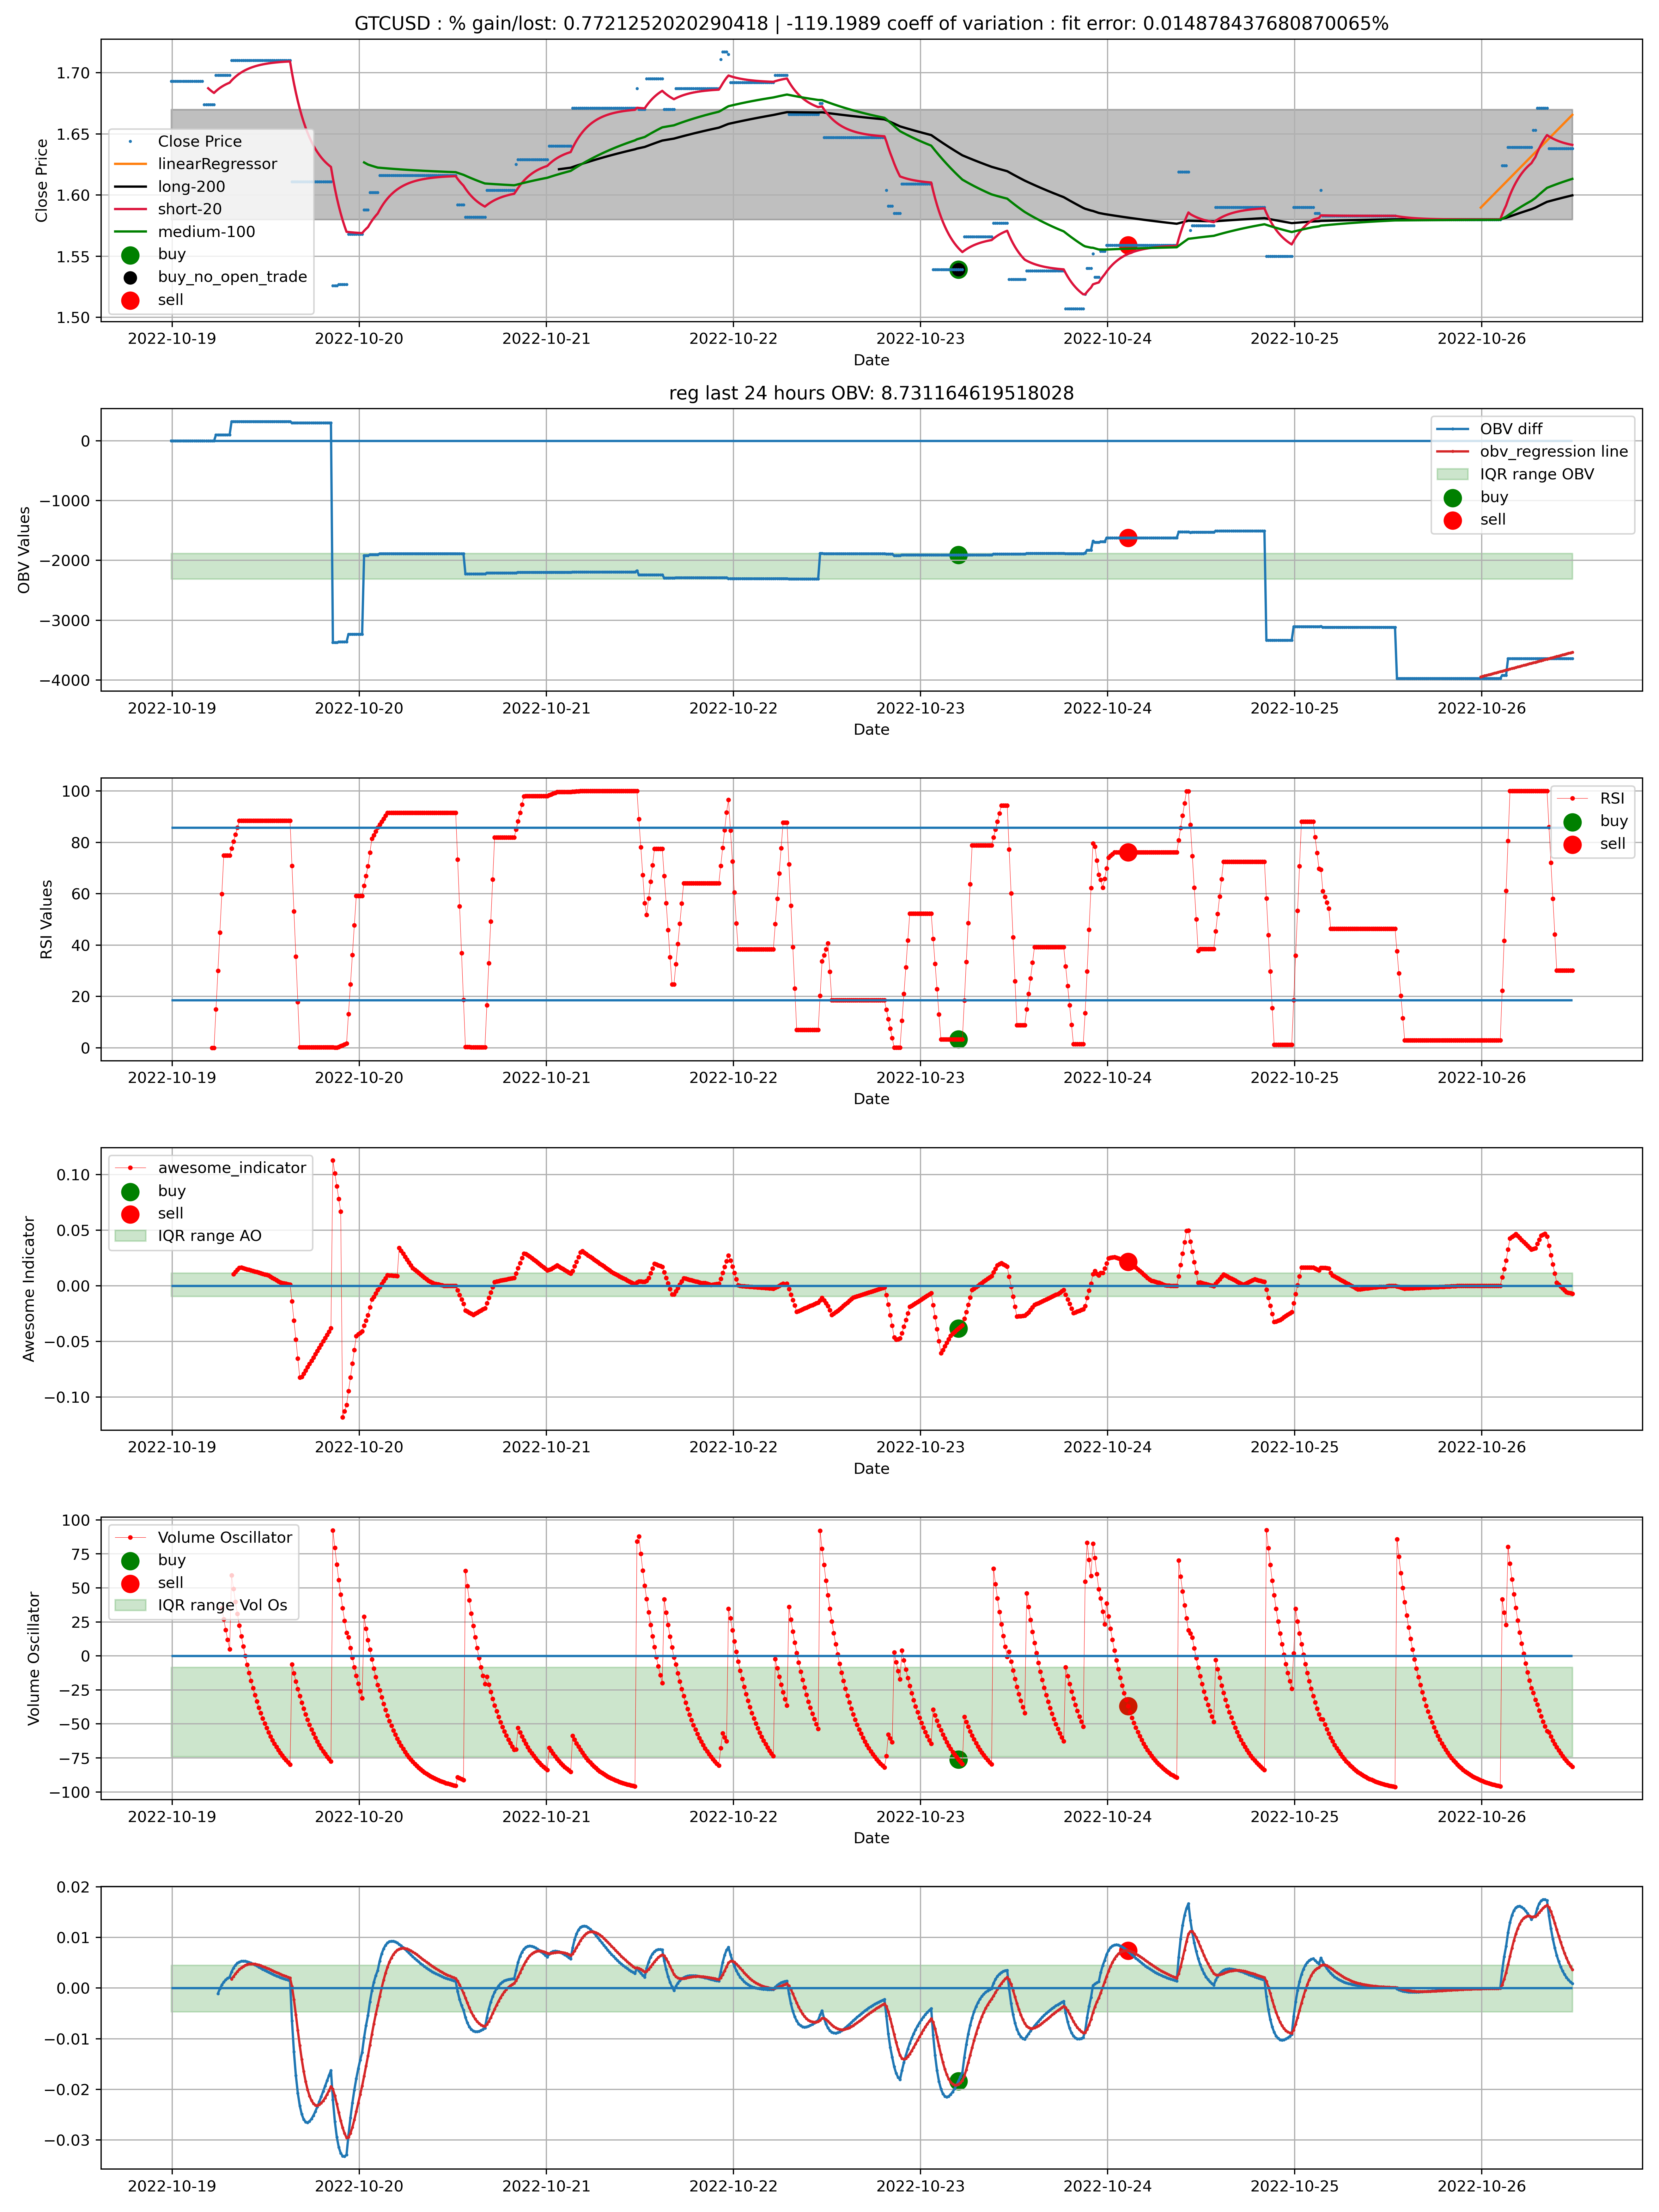 GTCUSD : % gain/lost: 0.7721252020290418 | -119.1989 coeff of variation : fit error: 0.014878437680870065%
1.70
1.65
1.60
1.55
1.50
Close Price
Close Price
linearRegressor
long-200
short-20
medium-100
buy
buy_no_open_trade
sell
2022-10-19 2022-10-20 2022-10-21 2022-10-22 2022-10-23 2022-10-24 2022-10-25 2022-10-26
Date
reg last 24 hours OBV: 8.731164619518028
0
−1000
−2000
−3000
−4000
OBV Values
OBV diff
obv_regression line
IQR range OBV
buy
sell
2022-10-19 2022-10-20 2022-10-21 2022-10-22 2022-10-23 2022-10-24 2022-10-25 2022-10-26
Date
100
80
60
40
20
0
RSI Values
RSI
buy
sell
2022-10-19 2022-10-20 2022-10-21 2022-10-22 2022-10-23 2022-10-24 2022-10-25 2022-10-26
Date
0.10
0.05
0.00
−0.05
−0.10
Awesome Indicator
awesome_indicator
buy
sell
IQR range AO
2022-10-19 2022-10-20 2022-10-21 2022-10-22 2022-10-23 2022-10-24 2022-10-25 2022-10-26
Date
100
75
50
25
0
−25
−50
−75
−100
Volume Oscillator
Volume Oscillator
buy
sell
IQR range Vol Os
2022-10-19 2022-10-20 2022-10-21 2022-10-22 2022-10-23 2022-10-24 2022-10-25 2022-10-26
Date
0.02
0.01
0.00
−0.01
−0.02
−0.03
2022-10-19 2022-10-20 2022-10-21 2022-10-22 2022-10-23 2022-10-24 2022-10-25 2022-10-26